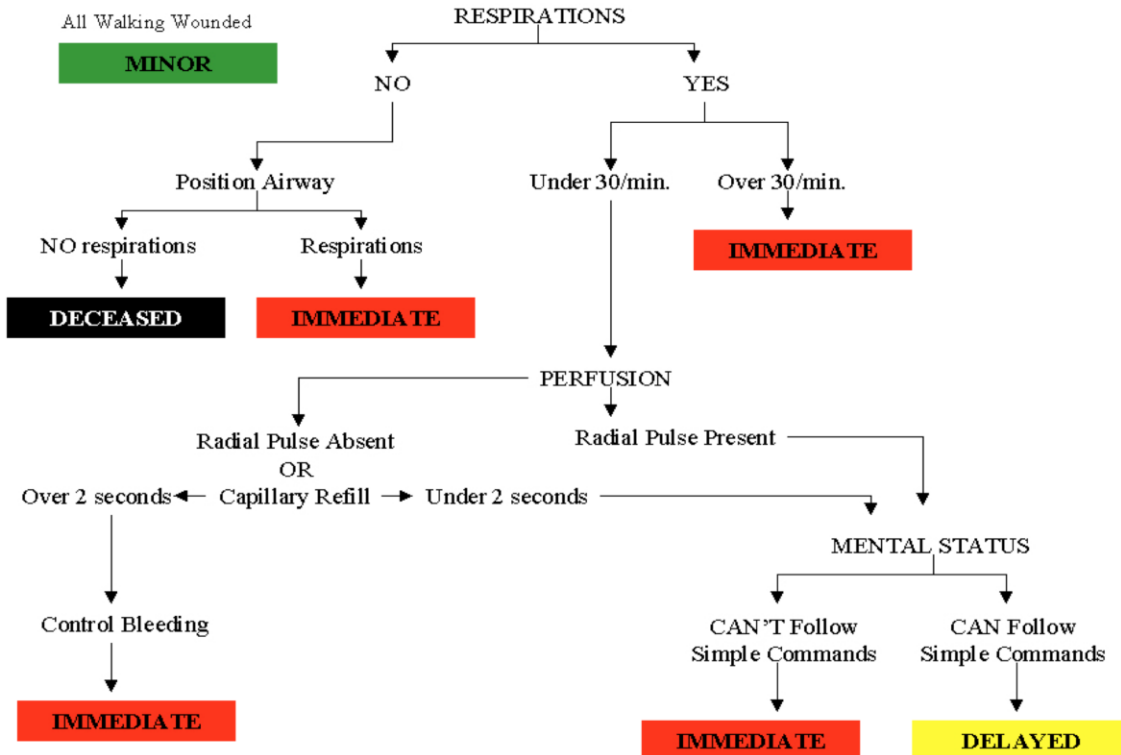 All Walking Wounded
MINOR
RESPIRATIONS
NO
YES
Position Airway
Under 30/min.
Over 30/min.
NO respirations
Respirations
IMMEDIATE
DECEASED
IMMEDIATE
PERFUSION
Radial Pulse Absent
OR
Radial Pulse Present
Over 2 seconds
Capillary Refill
Under 2 seconds
MENTAL STATUS
Control Bleeding
CAN'T Follow
Simple Commands
CAN Follow
Simple Commands
IMMEDIATE
IMMEDIATE
DELAYED